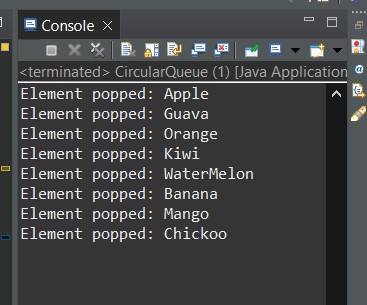 Console
<terminated> CircularQueue (1) [Java Application
Element popped: Apple
Element popped: Guava
Element popped: Orange
Element popped: Kiwi
Element popped: WaterMelon
Element popped: Banana
Element popped: Mango
Element popped: Chickoo